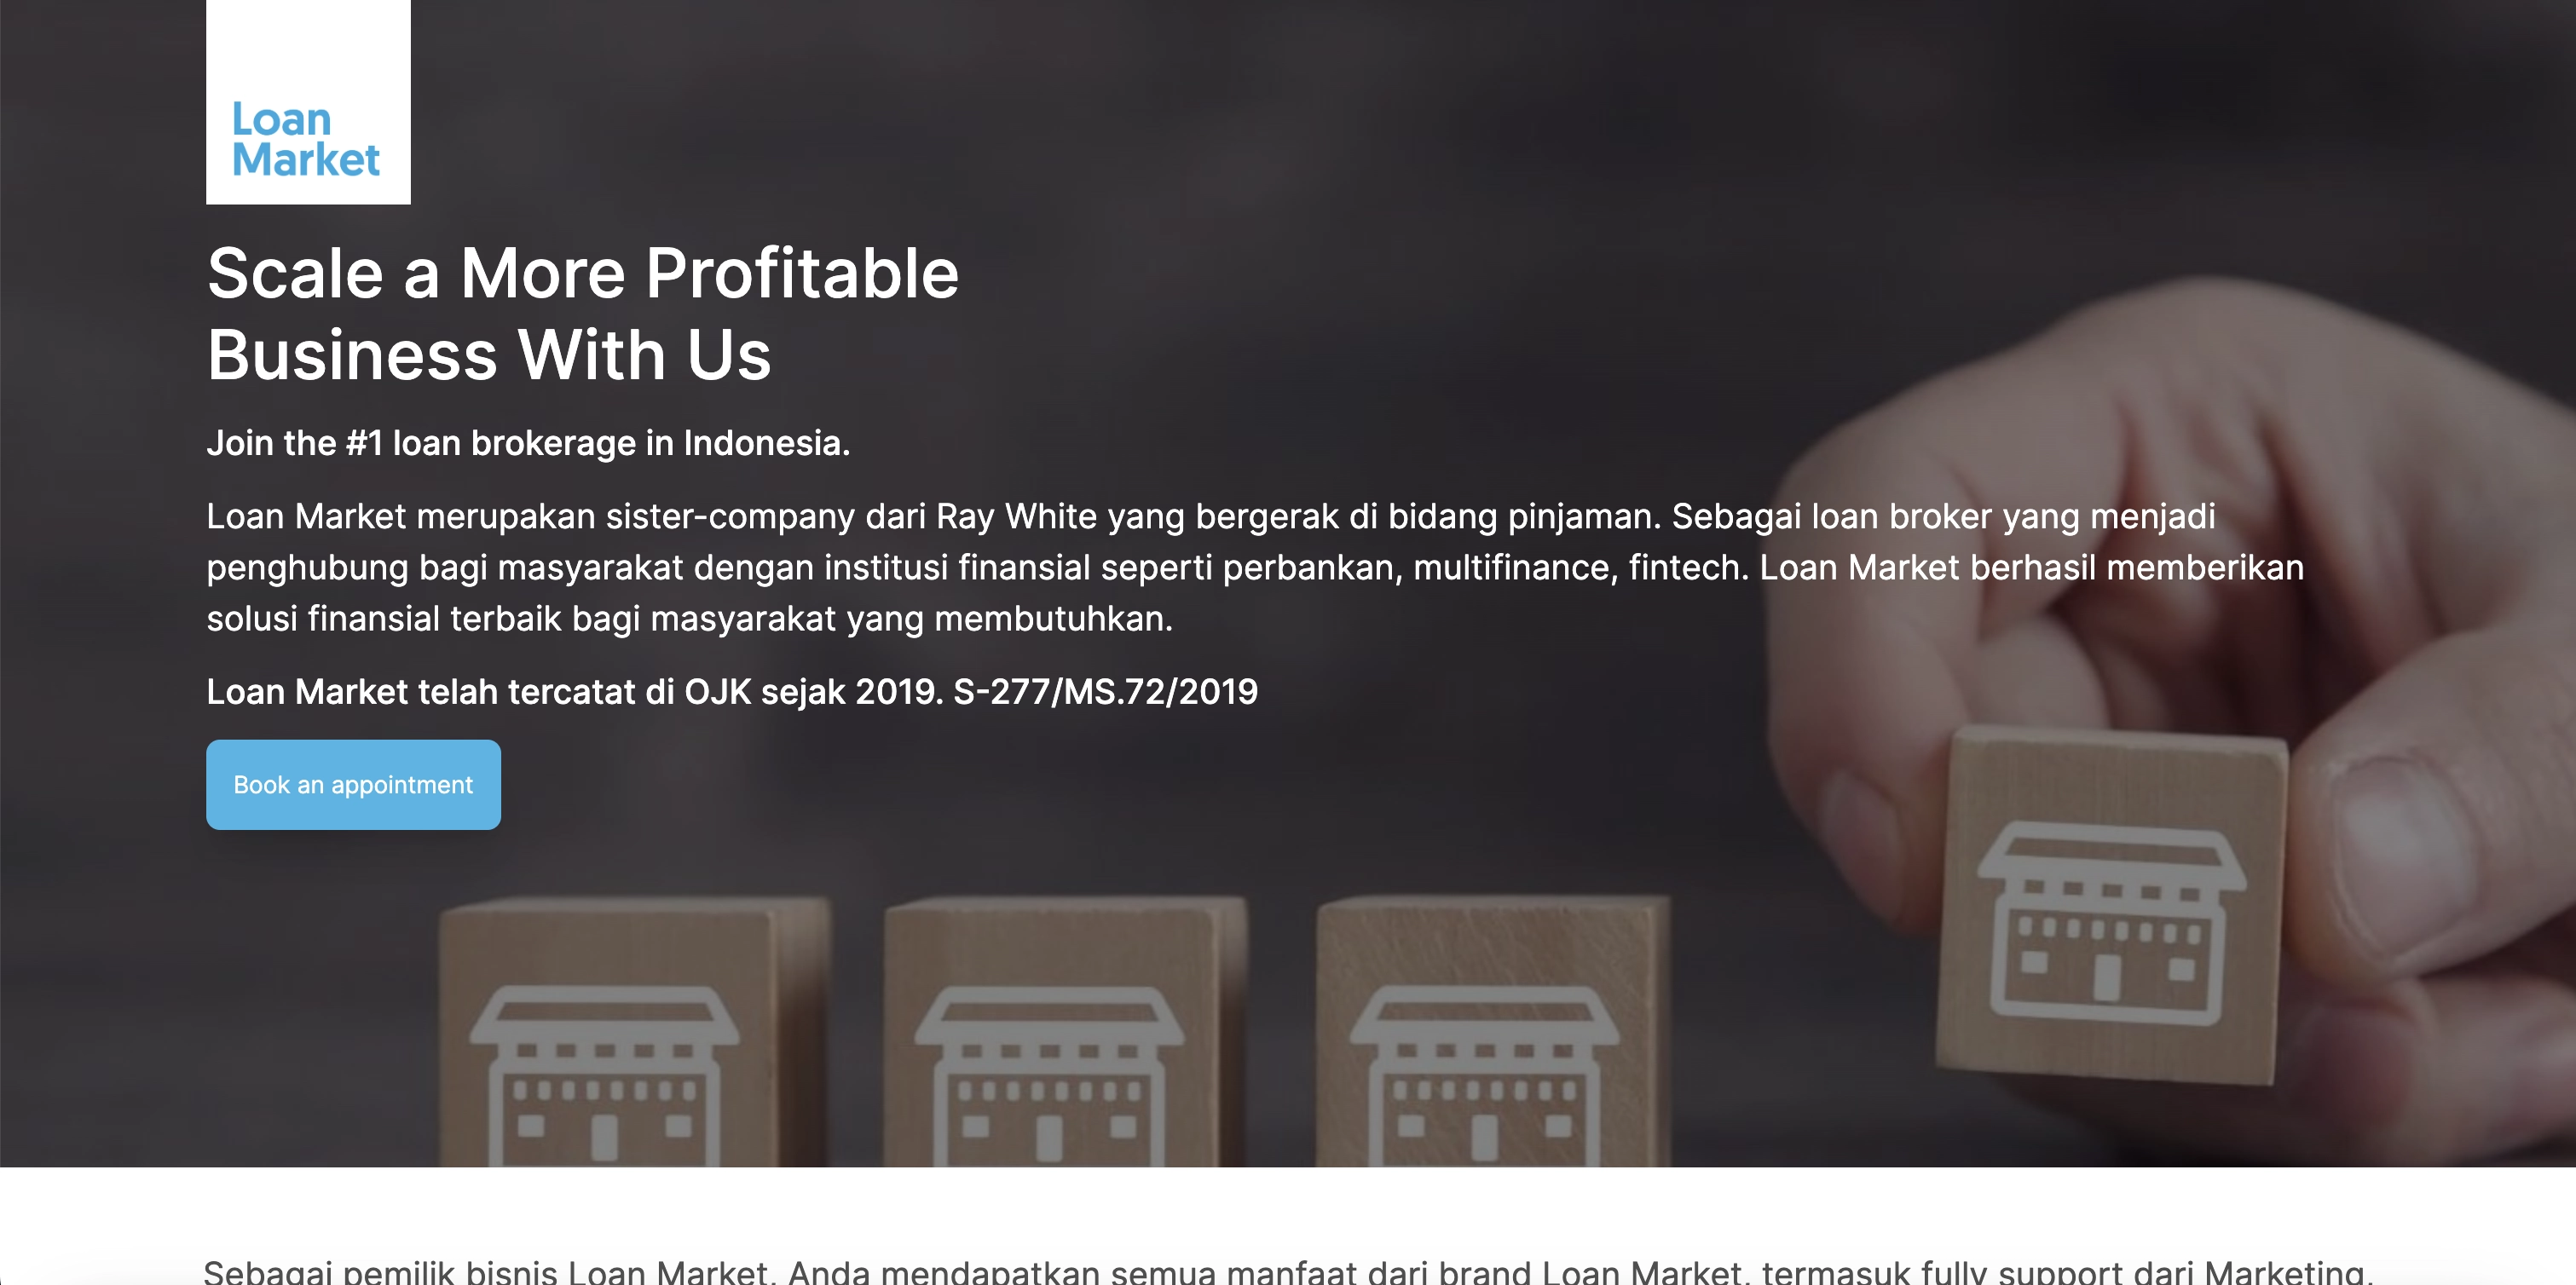 Loan
Market
Scale a More Profitable
Business With Us
Join the #1 loan brokerage in Indonesia.
Loan Market merupakan sister-company dari Ray White yang bergerak di bidang pinjaman. Sebagai loan broker yang menjadi
penghubung bagi masyarakat dengan institusi finansial seperti perbankan, multifinance, fintech. Loan Market berhasil memberikan
solusi finansial terbaik bagi masyarakat yang membutuhkan.
Loan Market telah tercatat di OJK sejak 2019. S-277/MS.72/2019
Book an appointment
Sebagai pemilik bisnis Loan Market, Anda mendapatkan semua manfaat dari brand Loan Market, termasuk fully support dari Marketing,